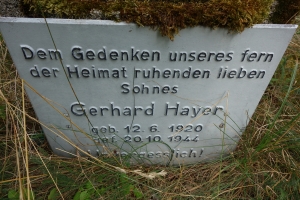 Dem Gedenken unseres fern
der Heimat ruhenden lieben
Sohnes
Gerhard Hayer
geb. 12. 6. 1920
gef. 20.10.1944